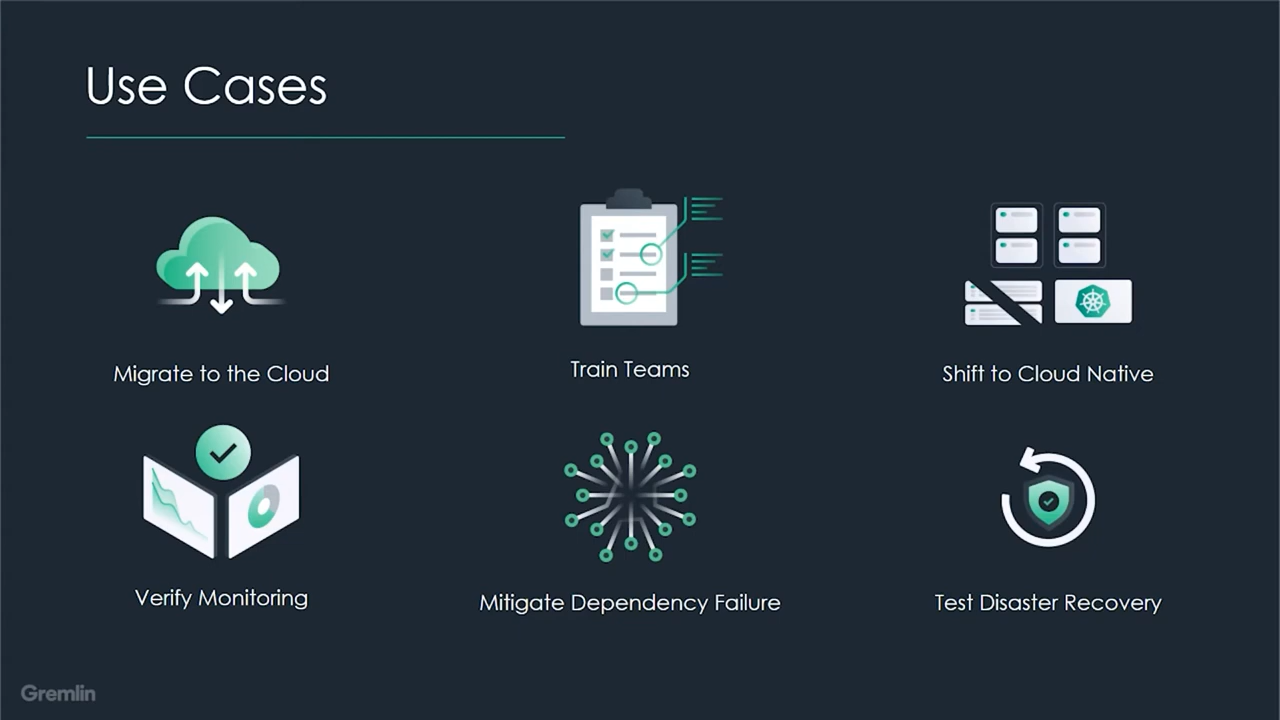 Use Cases
Migrate to the Cloud
Train Teams
Shift to Cloud Native
Verify Monitoring
Mitigate Dependency Failure
Test Disaster Recovery
Gremlin